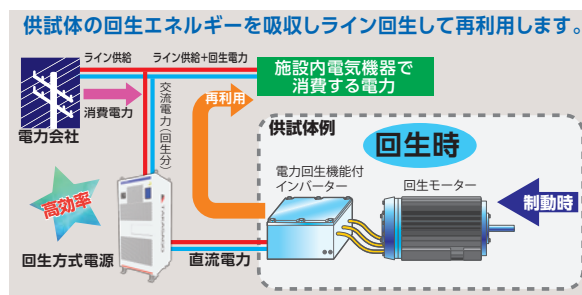 供試体の回生エネルギーを吸収しライン回生して再利用します。
ライン供給
ライン供給+回生電力
施設内電気機器で
消費する電力
消費電力
電力会社
交流電力(回生分)
再利用
供試体例
回生時
電力回生機能付
インバーター
回生モーター
制動時
高効率
回生方式電源
直流電力